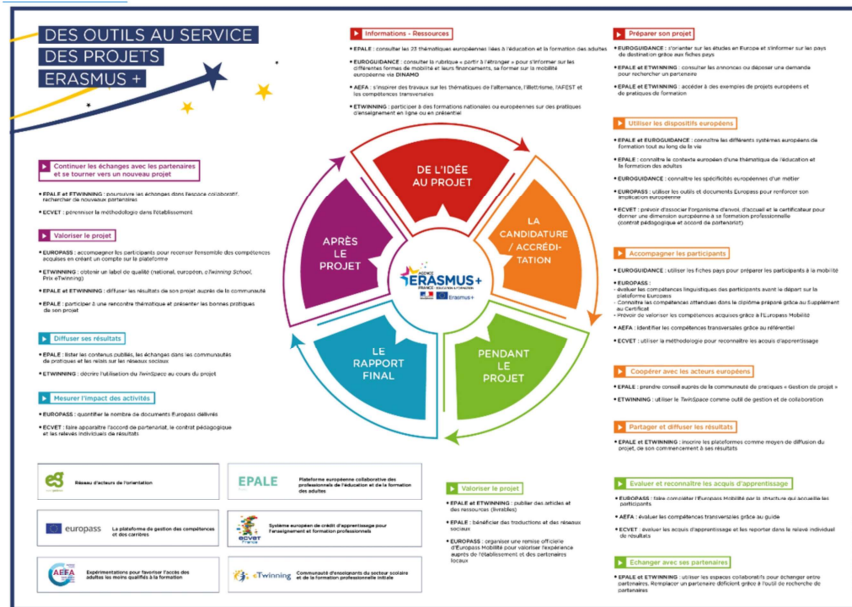 DES OUTILS AU SERVICE
DES PROJETS
ERASMUS +
Informations - Ressources
• EPALE : consulter les 23 thématiques européennes liées à l'éducation et la formation des adultes
• EUROGUIDANCE : consulter la rubrique « partir à l'étranger » pour s'informer sur les
différentes formes de mobilité et leurs financements, se former sur la mobilité
européenne via DINAMO
• AEFA : s'inspirer des travaux sur les thématiques de l'alternance, l'illettrisme, l'AFEST et
les compétences transversales
• ETWINNING : participer à des formations nationales ou européennes sur des pratiques
d'enseignement en ligne ou en présentiel
Préparer son projet
• EUROGUIDANCE : s'orienter sur les études en Europe et s'informer sur les pays
de destination grâce aux fiches pays
• EPALE et ETWINNING : consulter les annonces ou déposer une demande
pour rechercher un partenaire
• EPALE et ETWINNING : accéder à des exemples de projets européens et
de pratiques de formation
Utiliser les dispositifs européens
• EPALE et EUROGUIDANCE : connaître les différents systèmes européens de
formation tout au long de la vie
• EPALE : connaître le contexte européen d'une thématique de l'éducation et
la formation des adultes
• EUROGUIDANCE : connaître les spécificités européennes d'un métier
• EUROPASS : utiliser les outils et documents Europass pour renforcer son
implication européenne
• ECVET : prévoir d'associer l'organisme d'envoi, d'accueil et le certificateur pour
donner une dimension européenne à sa formation professionnelle
(contrat pédagogique et accord de partenariat)
Accompagner les participants
• EUROGUIDANCE : utiliser les fiches pays pour préparer les participants à la mobilité
• EUROPASS :
- évaluer les compétences linguistiques des participants avant le départ sur la
plateforme Europass
- Connaître les compétences attendues dans le diplôme préparé grâce au Supplément
au Certificat
- Prévoir de valoriser les compétences acquises grâce à l'Europass Mobilité
• AEFA : identifier les compétences transversales grâce au référentiel
• ECVET : utiliser la méthodologie pour reconnaître les acquis d'apprentissage
Coopérer avec les acteurs européens
• EPALE : prendre conseil auprès de la communauté de pratiques « Gestion de projet »
• ETWINNING : utiliser le TwinSpace comme outil de gestion et de collaboration
Partager et diffuser les résultats
• EPALE et ETWINNING : inscrire les plateformes comme moyen de diffusion du
projet, de son commencement à ses résultats
Evaluer et reconnaître les acquis d'apprentissage
• EUROPASS : faire compléter l'Europass Mobilité par la structure qui accueille les
participants
• AEFA : évaluer les compétences transversales grâce au guide
• ECVET : évaluer les acquis d'apprentissage et les reporter dans le relevé individuel
de résultats
Echanger avec ses partenaires
• EPALE et ETWINNING : utiliser les espaces collaboratifs pour échanger entre
partenaires. Remplacer un partenaire déficient grâce à l'outil de recherche de
partenaires
Valoriser le projet
• EPALE et ETWINNING : publier des articles et
des ressources (livrables)
• EPALE : bénéficier des traductions et des réseaux
sociaux
• EUROPASS : organiser une remise officielle
d'Europass Mobilité pour valoriser l'expérience
auprès de l'établissement et des partenaires
locaux
Continuer les échanges avec les partenaires
et se tourner vers un nouveau projet
• EPALE et ETWINNING : poursuivre les échanges dans l'espace collaboratif,
rechercher de nouveaux partenaires
• ECVET : pérenniser la méthodologie dans l'établissement
Valoriser le projet
• EUROPASS : accompagner les participants pour recenser l'ensemble des compétences
acquises en créant un compte sur la plateforme
• ETWINNING : obtenir un label de qualité (national, européen, eTwinning School,
Prix eTwinning)
• EPALE et ETWINNING : diffuser les résultats de son projet auprès de la communauté
• EPALE : participer à une rencontre thématique et présenter les bonnes pratiques
de son projet
Diffuser ses résultats
• EPALE : lister les contenus publiés, les échanges dans les communautés
de pratiques et les relais sur les réseaux sociaux
• ETWINNING : décrire l'utilisation du TwinSpace au cours du projet
Mesurer l'impact des activités
• EUROPASS : quantifier le nombre de documents Europass délivrés
• ECVET : faire apparaître l'accord de partenariat, le contrat pédagogique
et les relevés individuels de résultats
DE L'IDÉE
AU PROJET
LA
CANDIDATURE
/ ACCRÉDI-
TATION
PENDANT
LE
PROJET
LE
RAPPORT
FINAL
APRÈS
LE
PROJET
AGENCE
ERASMUS+
FRANCE
Erasmus+
Réseau d'acteurs de l'orientation
EPALE
Plateforme européenne collaborative des
professionnels de l'éducation et de la formation
des adultes
europass
La plateforme de gestion des compétences
et des carrières
ecvet
France
Système européen de crédit d'apprentissage pour
l'enseignement et formation professionnels
AEFA
Expérimentations pour favoriser l'accès des
adultes les moins qualifiés à la formation
eTwinning
Communauté d'enseignants du secteur scolaire
et de la formation professionnelle initiale